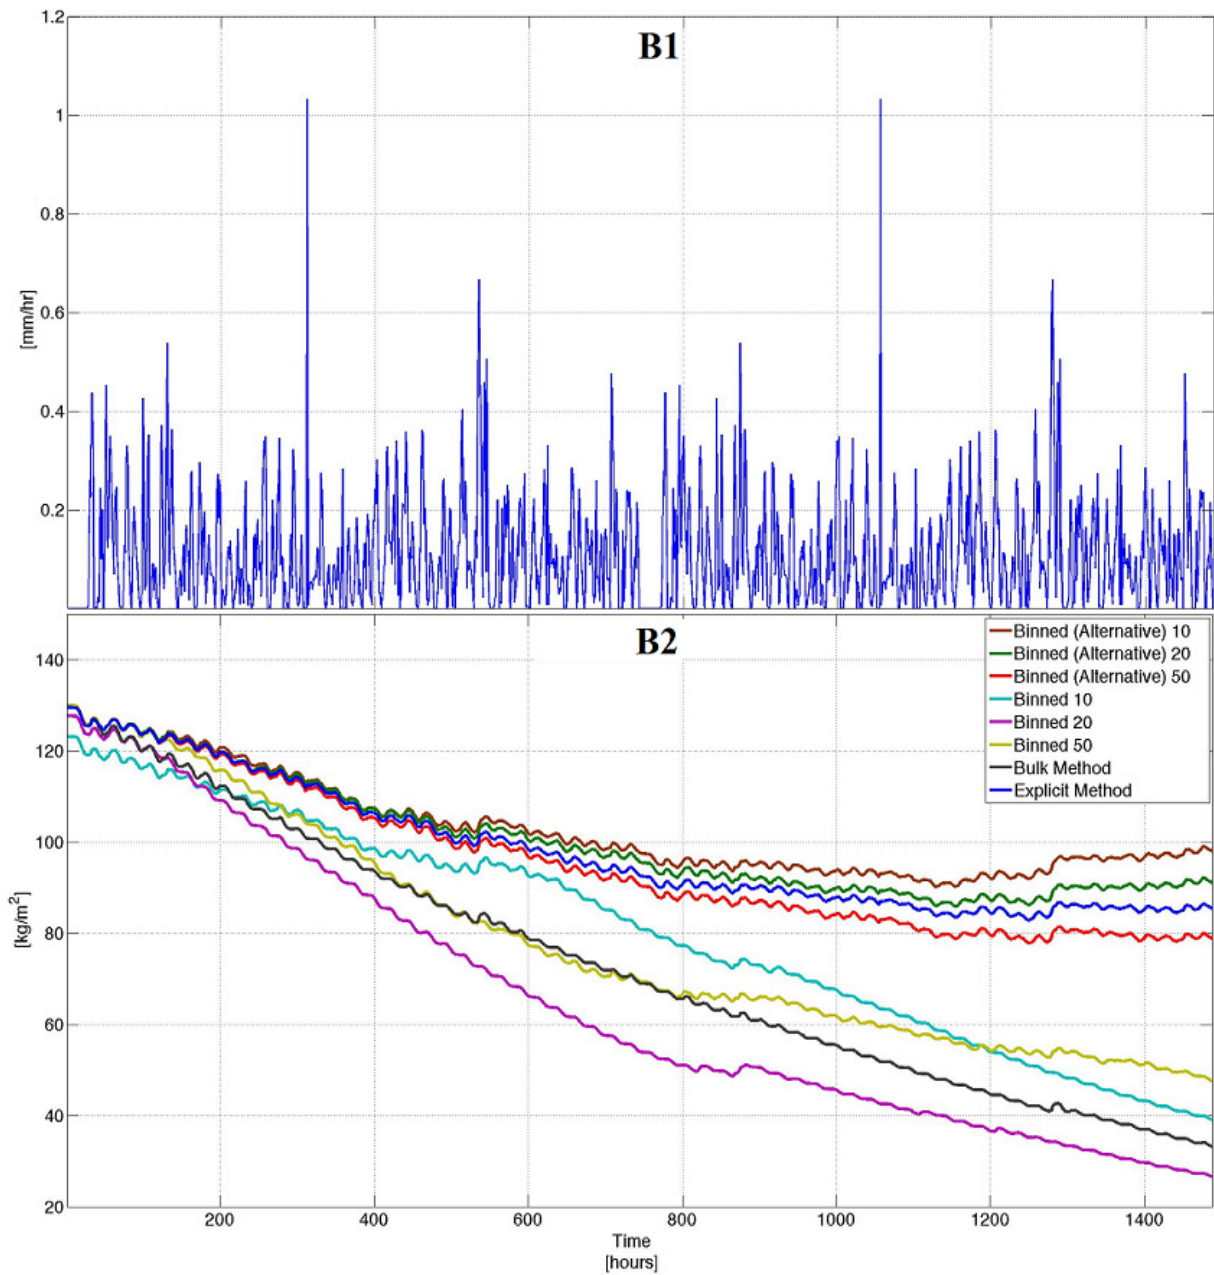 B1
1.2
1
0.8
0.6
0.4
0.2
[mm/hr]
B2
140
120
100
80
60
40
20
[kg/m²]
Binned (Alternative) 10
Binned (Alternative) 20
Binned (Alternative) 50
Binned 10
Binned 20
Binned 50
Bulk Method
Explicit Method
200 400 600 800 1000 1200 1400
Time
[hours]